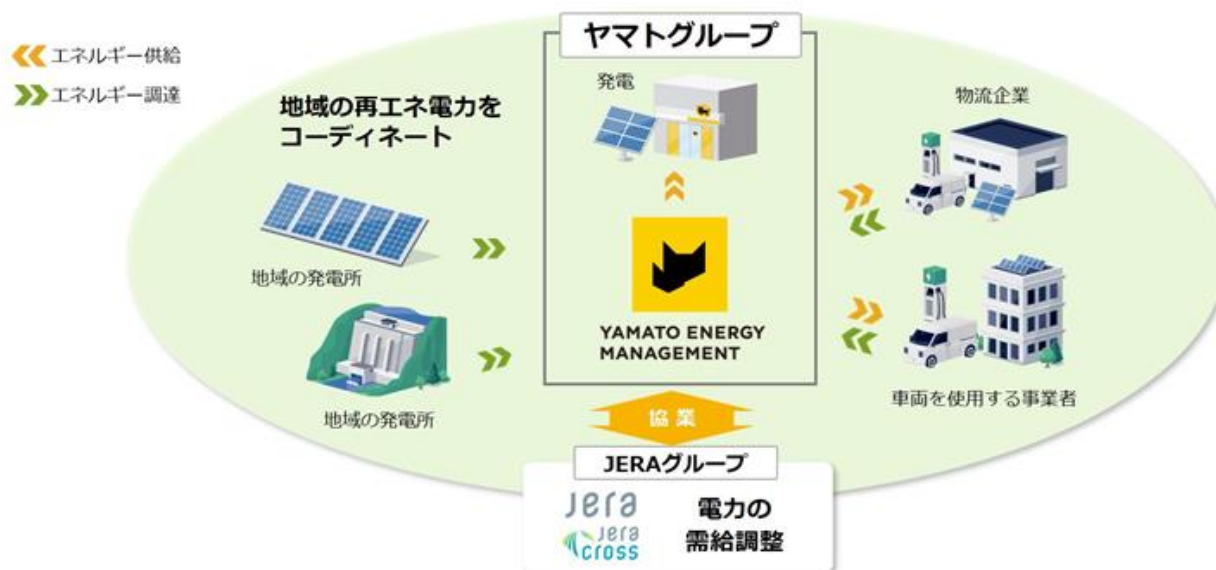 エネルギー供給
エネルギー調達
地域の再エネ電力を
コーディネート
地域の発電所
地域の発電所
ヤマトグループ
発電
YAMATO ENERGY
MANAGEMENT
物流企業
車両を使用する事業者
協業
JERAグループ
jera
jera
cross
電力の
需給調整